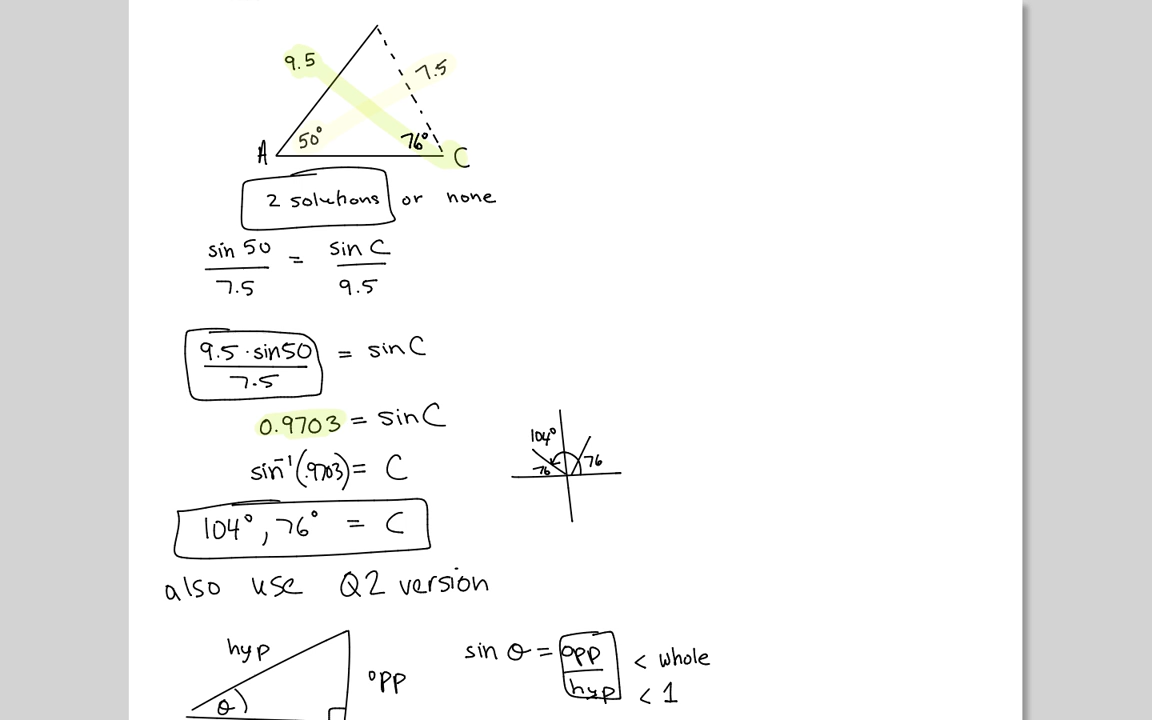 9.5
7.5
50°
76°
A
C
2 solutions or none
sin 50 / 7.5 = sin C / 9.5
9.5 · sin50 / 7.5 = sin C
0.9703 = sin C
sin⁻¹(.9703) = C
104°
76
76
104°, 76° = C
also use Q2 version
hyp
opp
θ
sin θ = opp / hyp
< whole
< 1